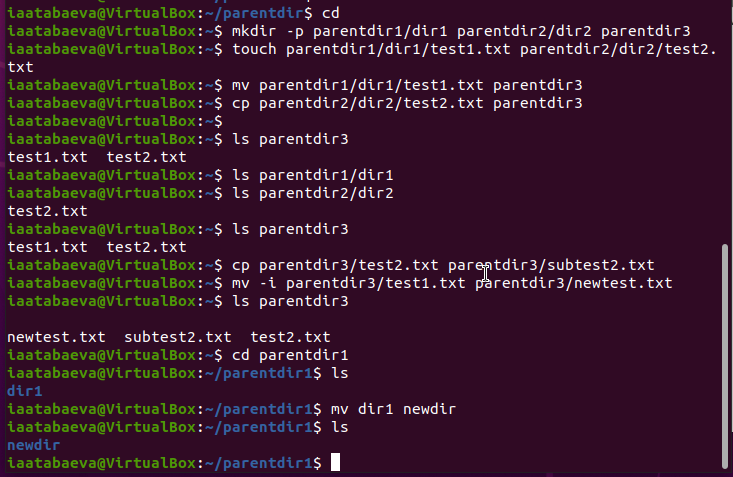 iaatabaeva@VirtualBox:~/parentdir$ cd
iaatabaeva@VirtualBox:~$ mkdir -p parentdir1/dir1 parentdir2/dir2 parentdir3
iaatabaeva@VirtualBox:~$ touch parentdir1/dir1/test1.txt parentdir2/dir2/test2.
txt
iaatabaeva@VirtualBox:~$ mv parentdir1/dir1/test1.txt parentdir3
iaatabaeva@VirtualBox:~$ cp parentdir2/dir2/test2.txt parentdir3
iaatabaeva@VirtualBox:~$
iaatabaeva@VirtualBox:~$ ls parentdir3
test1.txt  test2.txt
iaatabaeva@VirtualBox:~$ ls parentdir1/dir1
iaatabaeva@VirtualBox:~$ ls parentdir2/dir2
test2.txt
iaatabaeva@VirtualBox:~$ ls parentdir3
test1.txt  test2.txt
iaatabaeva@VirtualBox:~$ cp parentdir3/test2.txt parentdir3/subtest2.txt
iaatabaeva@VirtualBox:~$ mv -i parentdir3/test1.txt parentdir3/newtest.txt
iaatabaeva@VirtualBox:~$ ls parentdir3
newtest.txt  subtest2.txt  test2.txt
iaatabaeva@VirtualBox:~$ cd parentdir1
iaatabaeva@VirtualBox:~/parentdir1$ ls
dir1
iaatabaeva@VirtualBox:~/parentdir1$ mv dir1 newdir
iaatabaeva@VirtualBox:~/parentdir1$ ls
newdir
iaatabaeva@VirtualBox:~/parentdir1$